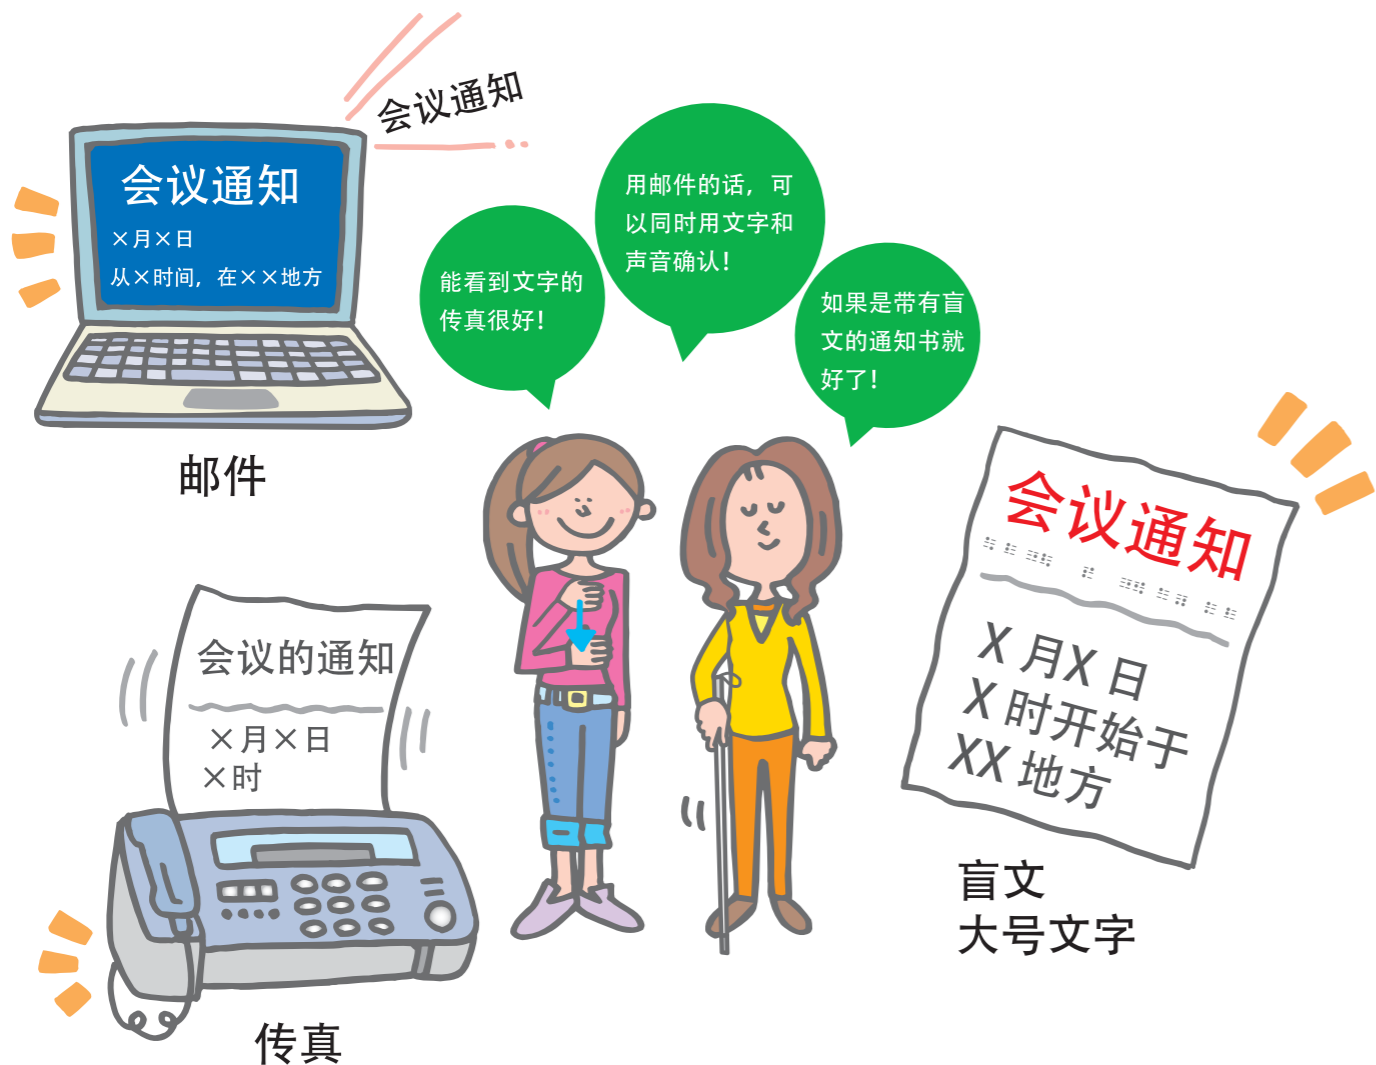 会议通知
会议通知
×月×日
从×时间，在××地方
邮件
能看到文字的
传真很好！
用邮件的话，可
以同时用文字和
声音确认！
如果是带有盲
文的通知书就
好了！
会议通知
X 月X 日
X 时开始于
XX 地方
盲文
大号文字
会议的通知
×月×日
×时
传真